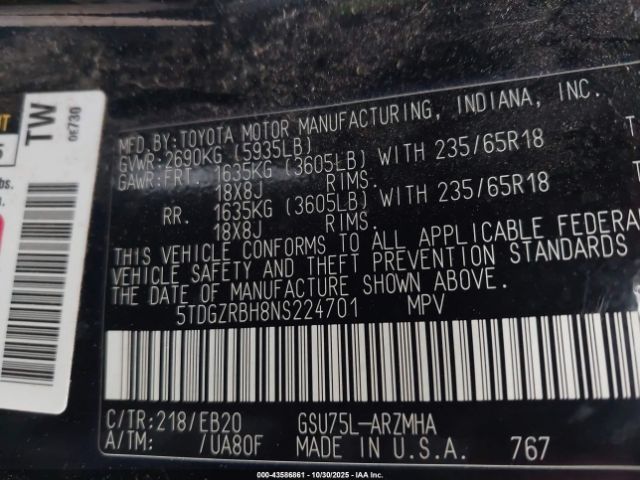 MFD. BY:TOYOTA MOTOR MANUFACTURING, INDIANA, INC.
GVWR:2690KG (5935LB)
GAWR:FRT. 1635KG (3605LB) WITH 235/65R18
18X8J RIMS.
RR. 1635KG (3605LB) WITH 235/65R18
18X8J RIMS.
THIS VEHICLE CONFORMS TO ALL APPLICABLE FEDERA
VEHICLE SAFETY AND THEFT PREVENTION STANDARDS
THE DATE OF MANUFACTURE SHOWN ABOVE.
5TDGZRBH8NS224701 MPV
C/TR:218/EB20 GSU75L-ARZMHA
A/TM: /UA80F MADE IN U.S.A. 767
TW
0E730
lbs.
000-43586861 - 10/30/2025 - IAAI Inc.